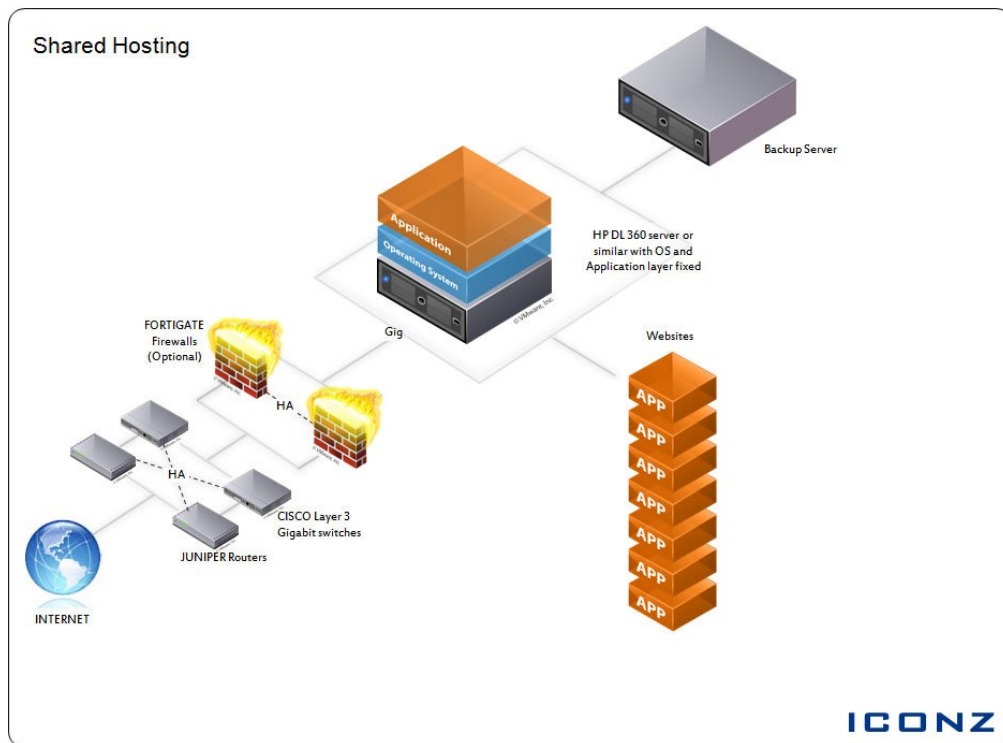 Shared Hosting
Backup Server
Application
Operating System
HP DL 360 server or
similar with OS and
Application layer fixed
© VMware, Inc.
Gig
FORTIGATE
Firewalls
(Optional)
HA
Websites
APP
APP
APP
APP
APP
APP
APP
HA
CISCO Layer 3
Gigabit switches
JUNIPER Routers
INTERNET
ICONZ